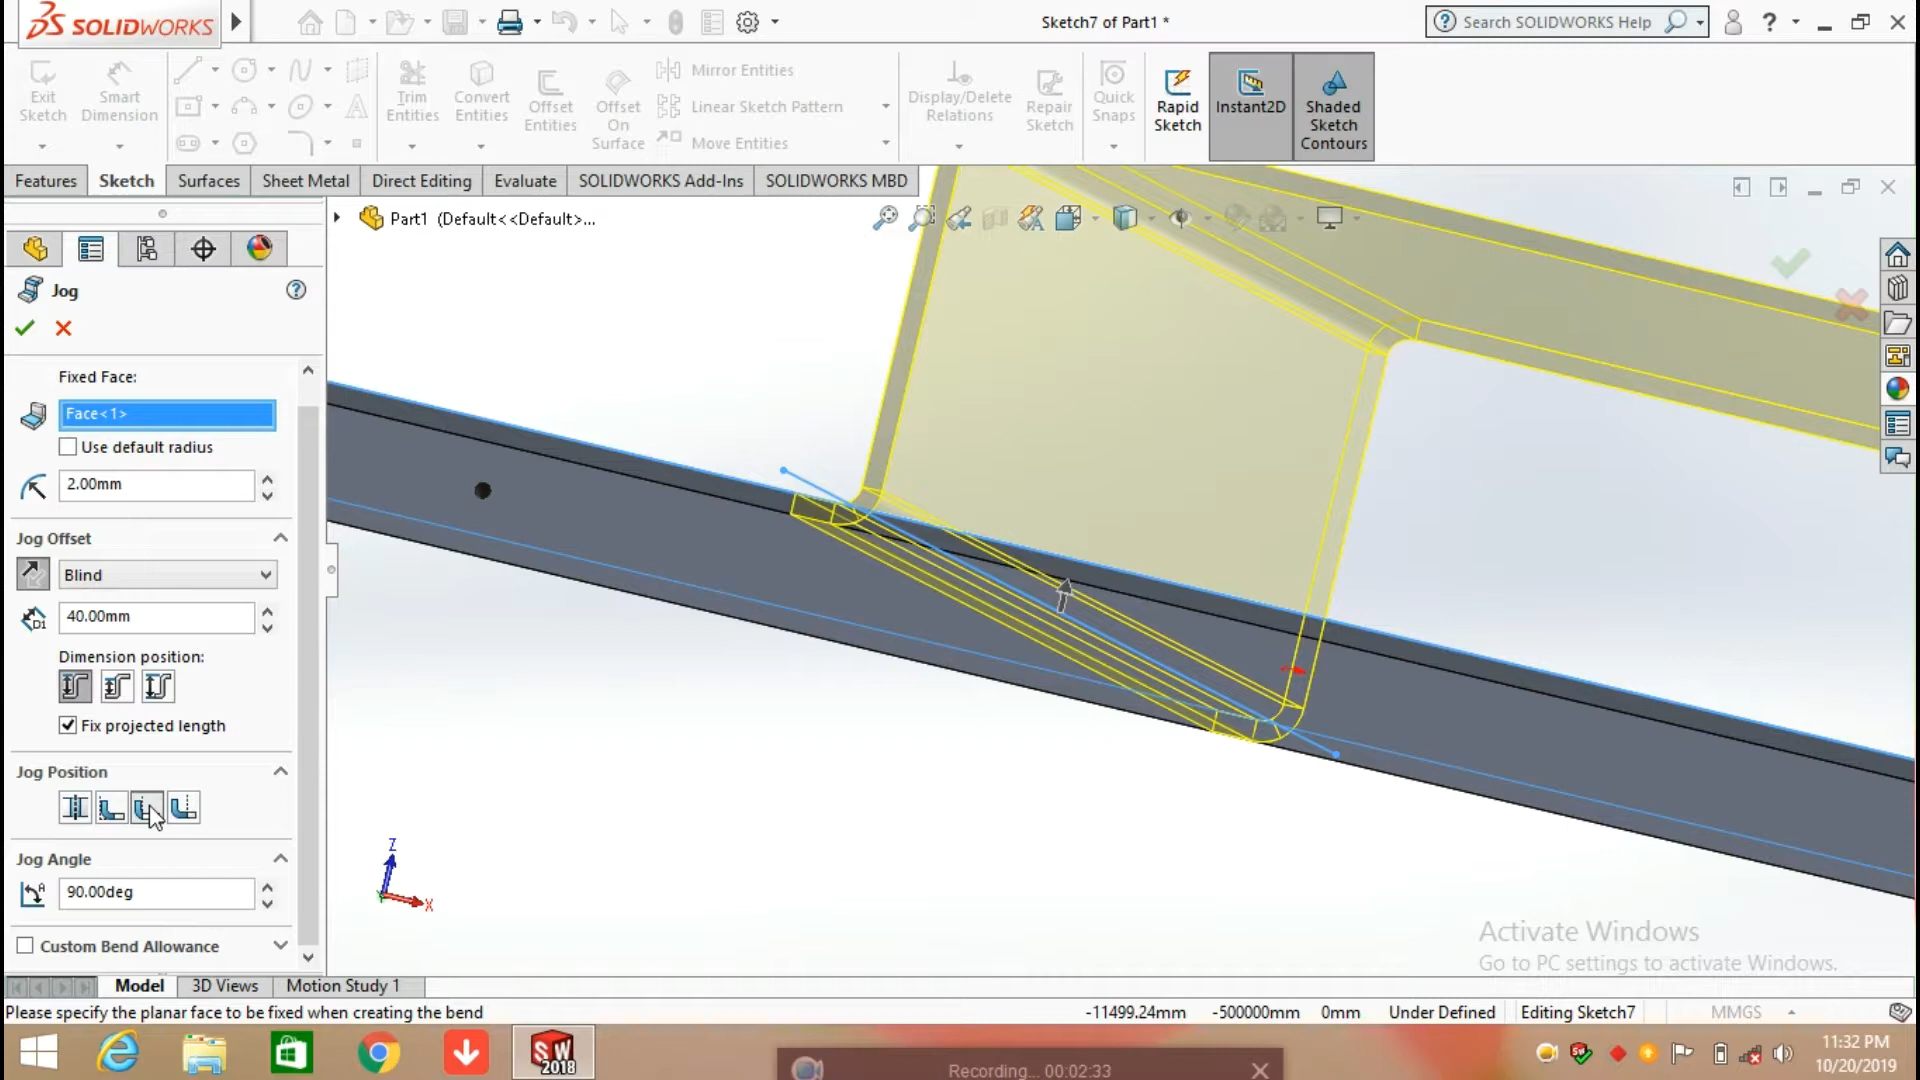 SOLIDWORKS
Sketch7 of Part1 *
Search SOLIDWORKS Help
Exit Sketch
Smart Dimension
Trim Entities
Convert Entities
Offset Entities
Offset On Surface
Mirror Entities
Linear Sketch Pattern
Move Entities
Display/Delete Relations
Repair Sketch
Quick Snaps
Rapid Sketch
Instant2D
Shaded Sketch Contours
Features
Sketch
Surfaces
Sheet Metal
Direct Editing
Evaluate
SOLIDWORKS Add-Ins
SOLIDWORKS MBD
Part1 (Default<<Default>...
Jog
Fixed Face:
Face<1>
Use default radius
2.00mm
Jog Offset
Blind
40.00mm
Dimension position:
Fix projected length
Jog Position
Jog Angle
90.00deg
Custom Bend Allowance
Z
X
Activate Windows
Go to PC settings to activate Windows.
Model
3D Views
Motion Study 1
Please specify the planar face to be fixed when creating the bend
-11499.24mm
-500000mm
0mm
Under Defined
Editing Sketch7
MMGS
SW
2018
Recording... 00:02:33
11:32 PM
10/20/2019